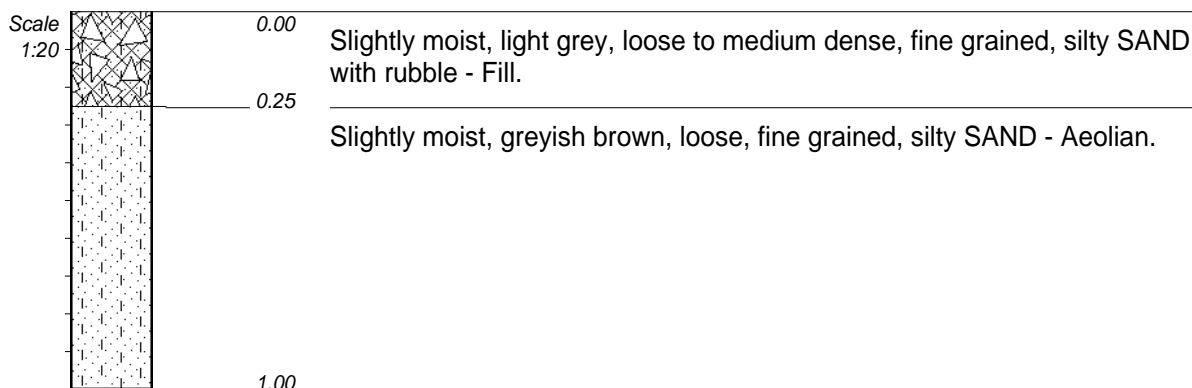 Scale
1:20
0.00
Slightly moist, light grey, loose to medium dense, fine grained, silty SAND
with rubble - Fill.
0.25
Slightly moist, greyish brown, loose, fine grained, silty SAND - Aeolian.
1.00